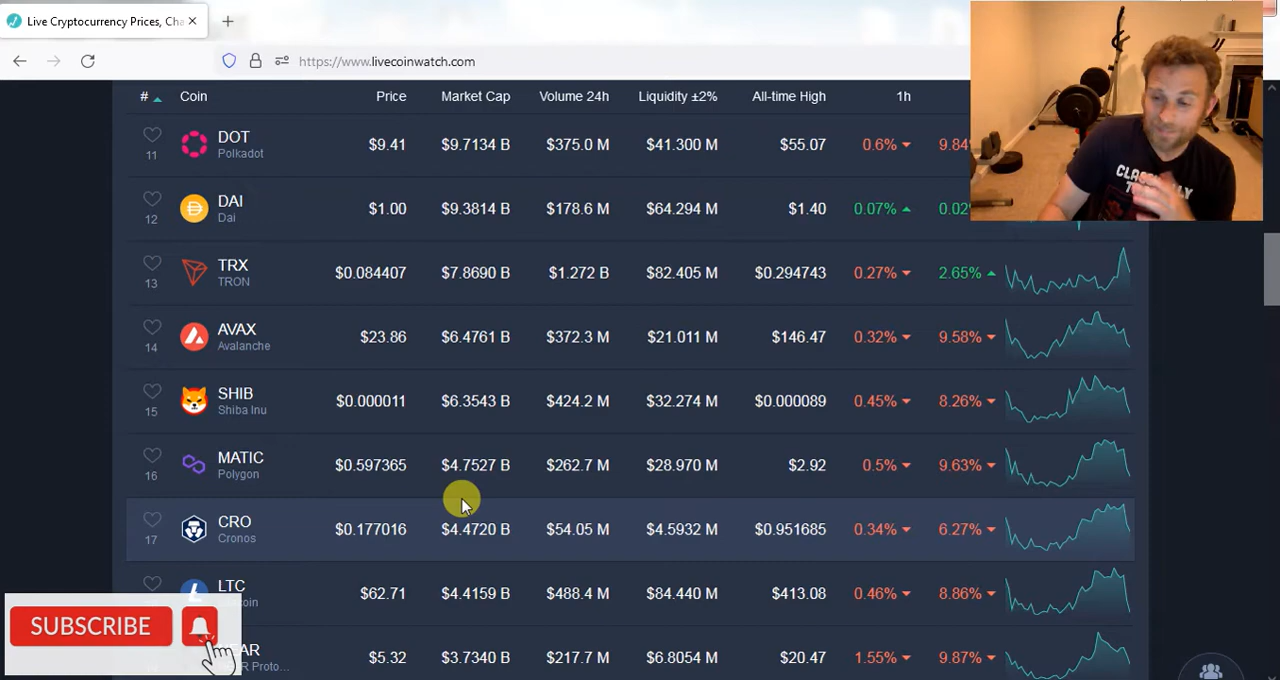 Live Cryptocurrency Prices, Cha
https://www.livecoinwatch.com
# Coin Price Market Cap Volume 24h Liquidity ±2% All-time High 1h
11 DOT Polkadot $9.41 $9.7134 B $375.0 M $41.300 M $55.07 0.6% 9.84
12 DAI Dai $1.00 $9.3814 B $178.6 M $64.294 M $1.40 0.07% 0.02
13 TRX TRON $0.084407 $7.8690 B $1.272 B $82.405 M $0.294743 0.27% 2.65%
14 AVAX Avalanche $23.86 $6.4761 B $372.3 M $21.011 M $146.47 0.32% 9.58%
15 SHIB Shiba Inu $0.000011 $6.3543 B $424.2 M $32.274 M $0.000089 0.45% 8.26%
16 MATIC Polygon $0.597365 $4.7527 B $262.7 M $28.970 M $2.92 0.5% 9.63%
17 CRO Cronos $0.177016 $4.4720 B $54.05 M $4.5932 M $0.951685 0.34% 6.27%
LTC $62.71 $4.4159 B $488.4 M $84.440 M $413.08 0.46% 8.86%
$5.32 $3.7340 B $217.7 M $6.8054 M $20.47 1.55% 9.87%
SUBSCRIBE